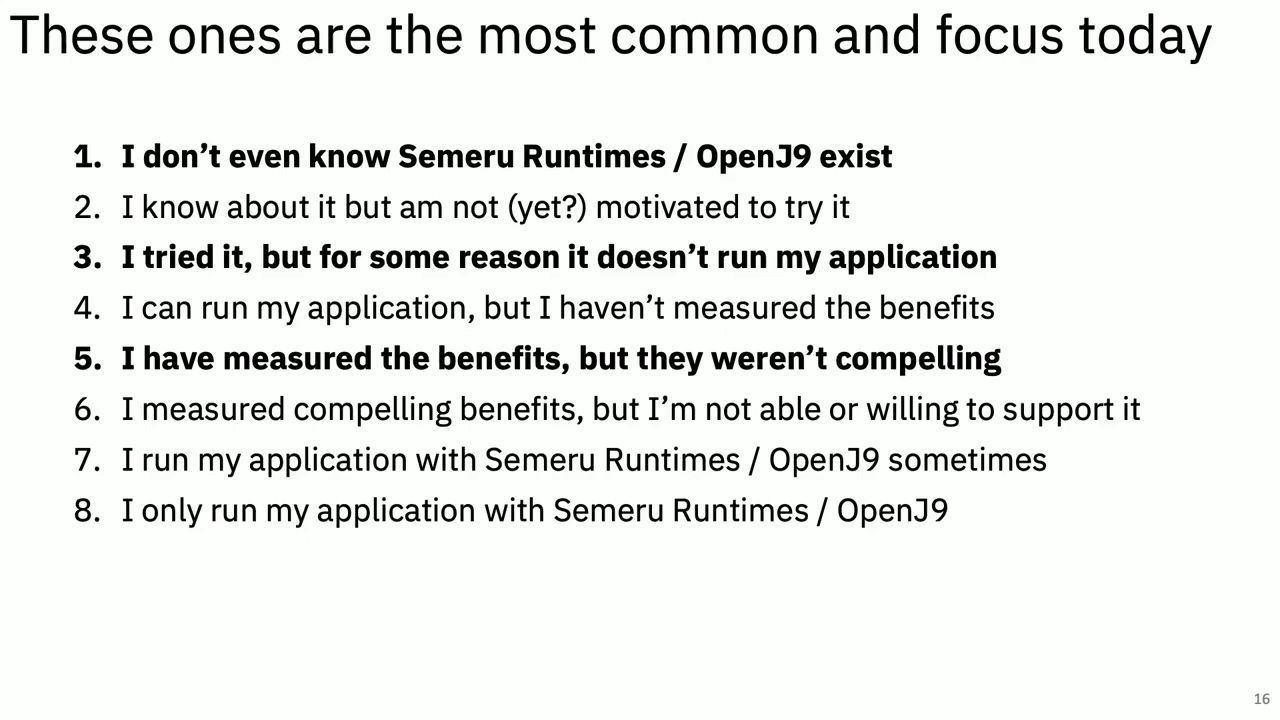 These ones are the most common and focus today
1. I don’t even know Semeru Runtimes / OpenJ9 exist
2. I know about it but am not (yet?) motivated to try it
3. I tried it, but for some reason it doesn’t run my application
4. I can run my application, but I haven’t measured the benefits
5. I have measured the benefits, but they weren’t compelling
6. I measured compelling benefits, but I’m not able or willing to support it
7. I run my application with Semeru Runtimes / OpenJ9 sometimes
8. I only run my application with Semeru Runtimes / OpenJ9
16